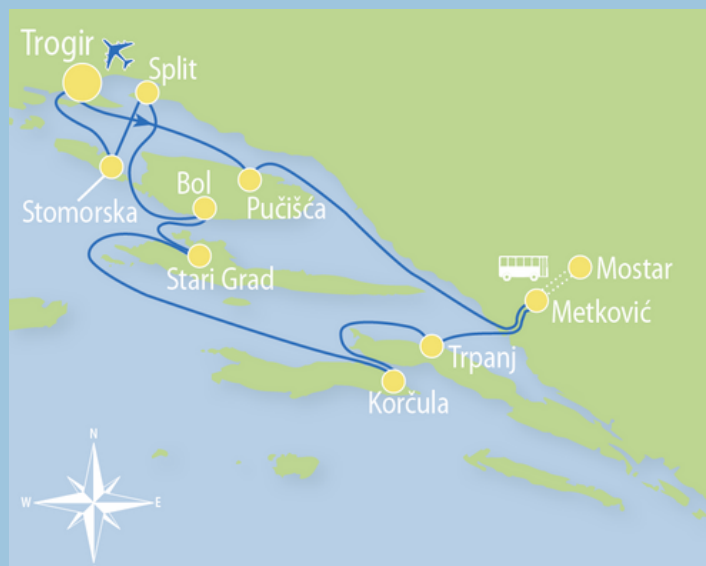 Trogir
Split
Bol
Stomorska
Pučišća
Stari Grad
Mostar
Metković
Trpanj
Korčula
N
W
E
S